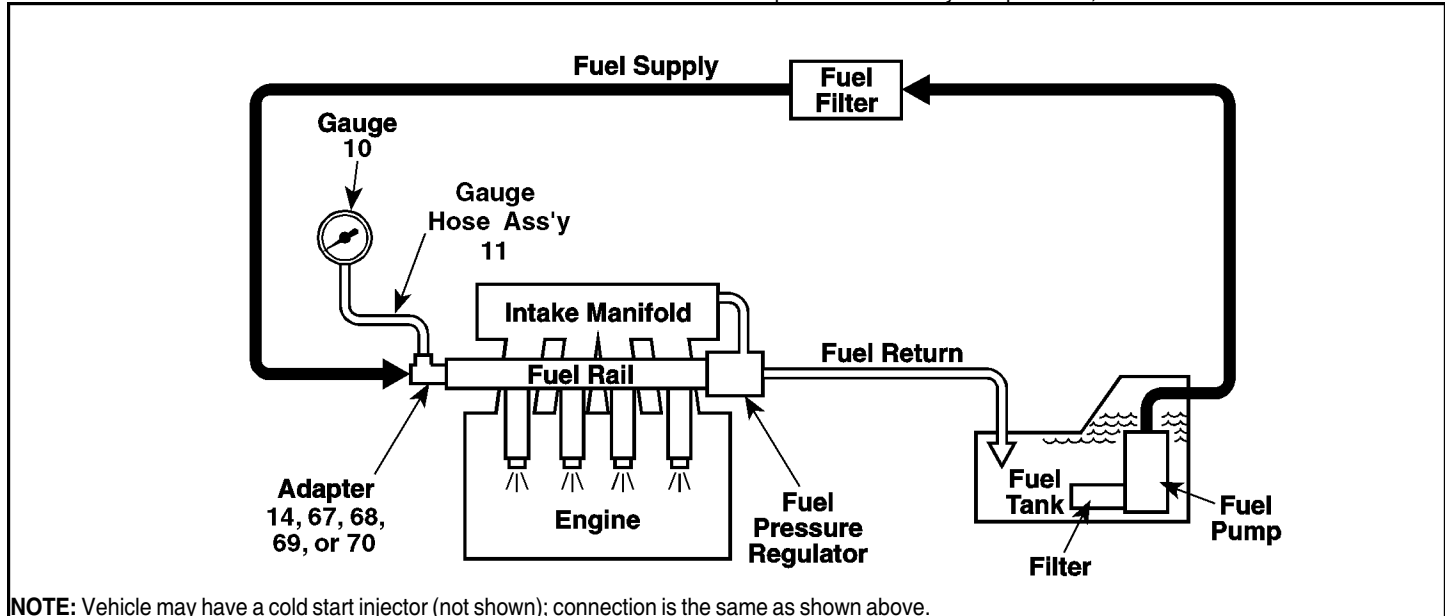 Fuel Supply
Fuel
Filter
Gauge
10
Gauge
Hose Ass'y
11
Intake Manifold
Fuel Rail
Fuel Return
Adapter
14, 67, 68,
69, or 70
Engine
Fuel
Pressure
Regulator
Fuel
Tank
Filter
Fuel
Pump
NOTE: Vehicle may have a cold start injector (not shown); connection is the same as shown above.